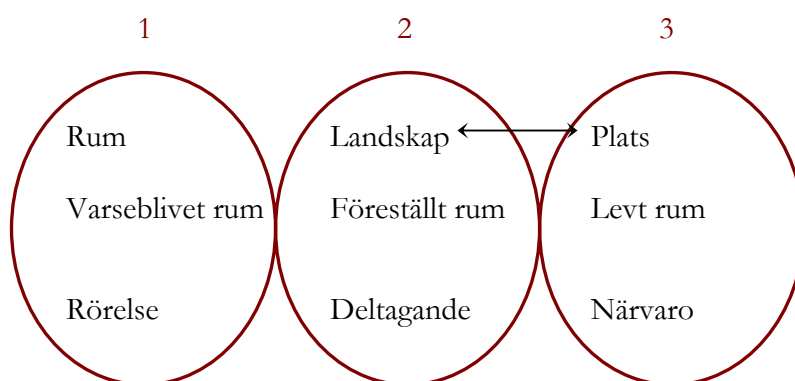 1 2 3
Rum Landskap Plats
Varseblivet rum Föreställt rum Levt rum
Rörelse Deltagande Närvaro